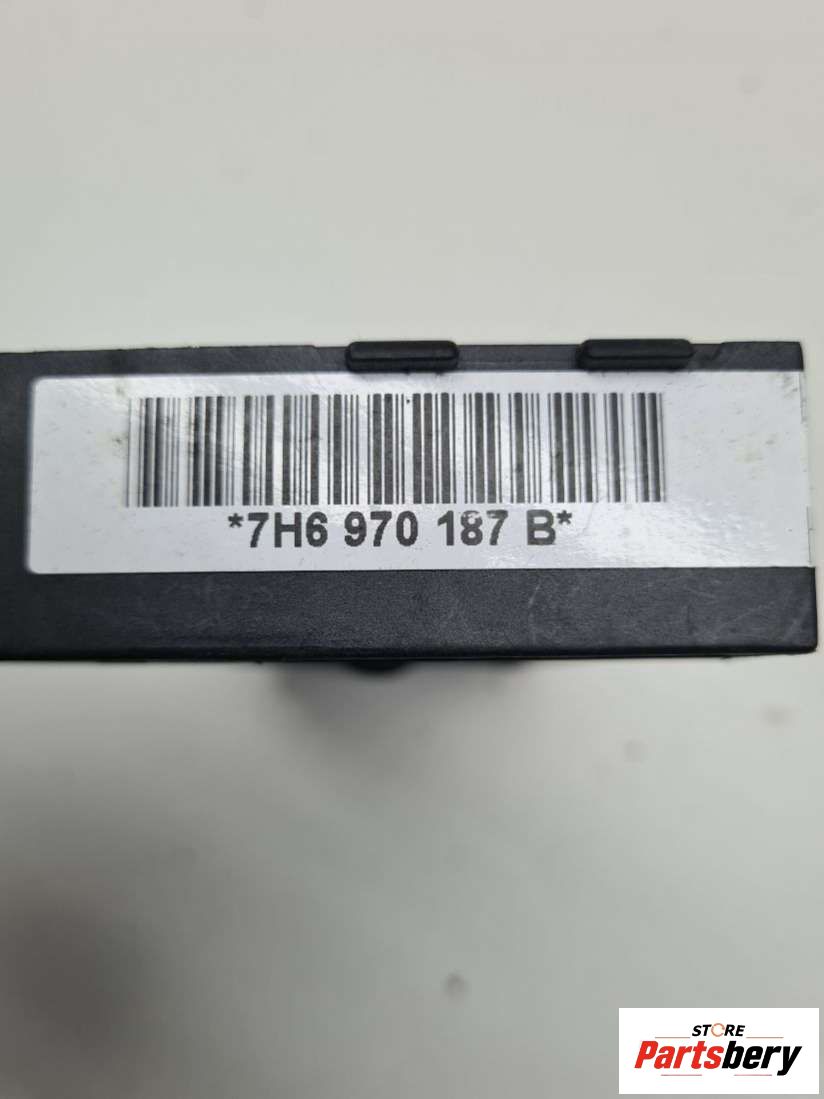 *7H6 970 187 B*
STORE
Partsbery